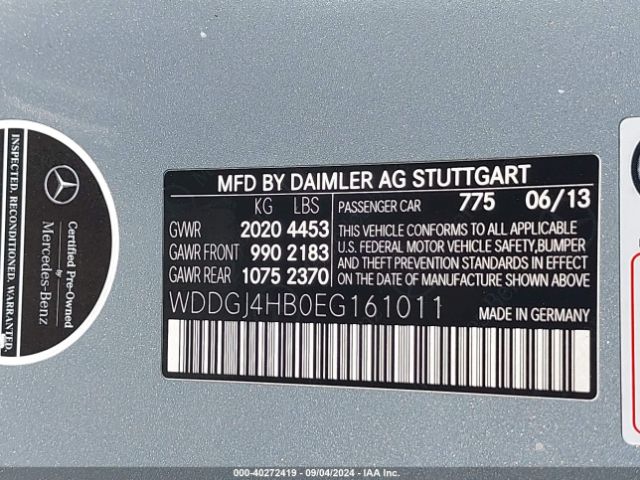 INSPECTED. RECONDITIONED. WARRANTED.
Certified Pre-Owned
by
Mercedes-Benz
MFD BY DAIMLER AG STUTTGART
KG LBS
GVWR 2020 4453
GAWR FRONT 990 2183
GAWR REAR 1075 2370
PASSENGER CAR 775 06/13
THIS VEHICLE CONFORMS TO ALL APPLICABLE
U.S. FEDERAL MOTOR VEHICLE SAFETY,BUMPER
AND THEFT PREVENTION STANDARDS IN EFFECT
ON THE DATE OF MANUFACTURE SHOWN ABOVE
WDDGJ4HB0EG161011
MADE IN GERMANY
000-40272419 - 09/04/2024 - IAA Inc.